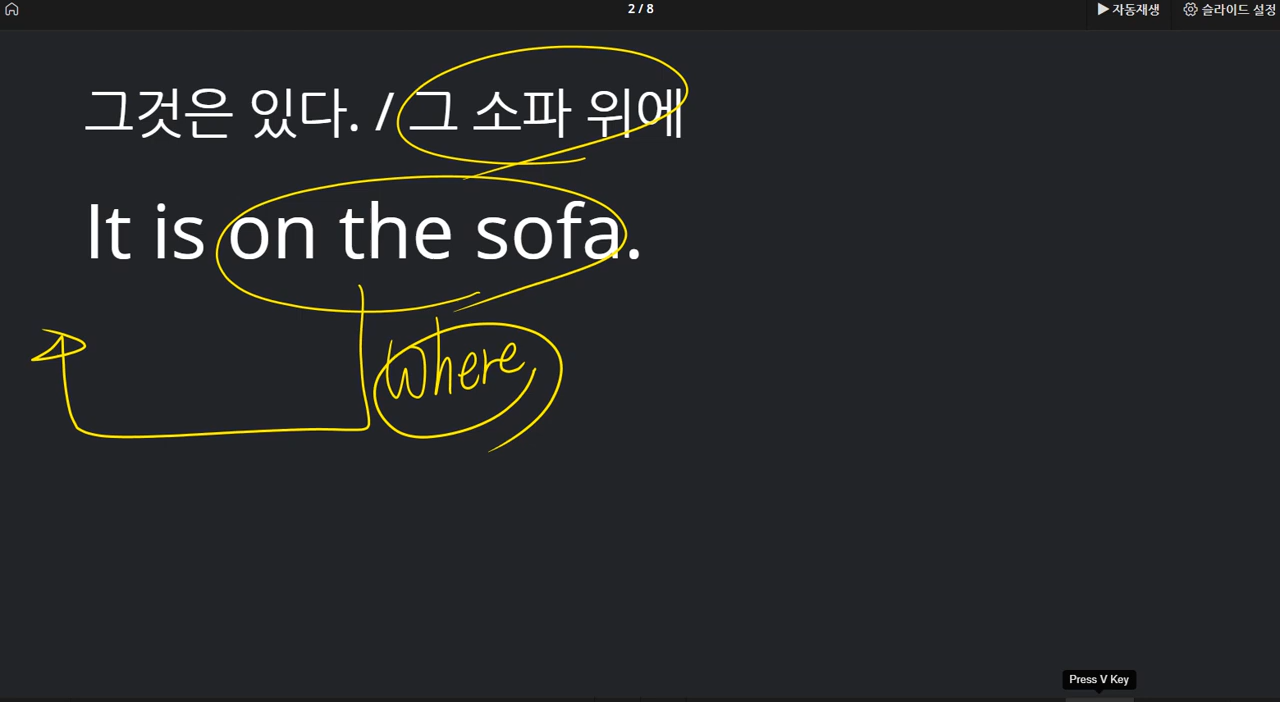 2 / 8
자동재생
슬라이드 설정
그것은 있다. / 그 소파 위에
It is on the sofa.
where
Press V Key